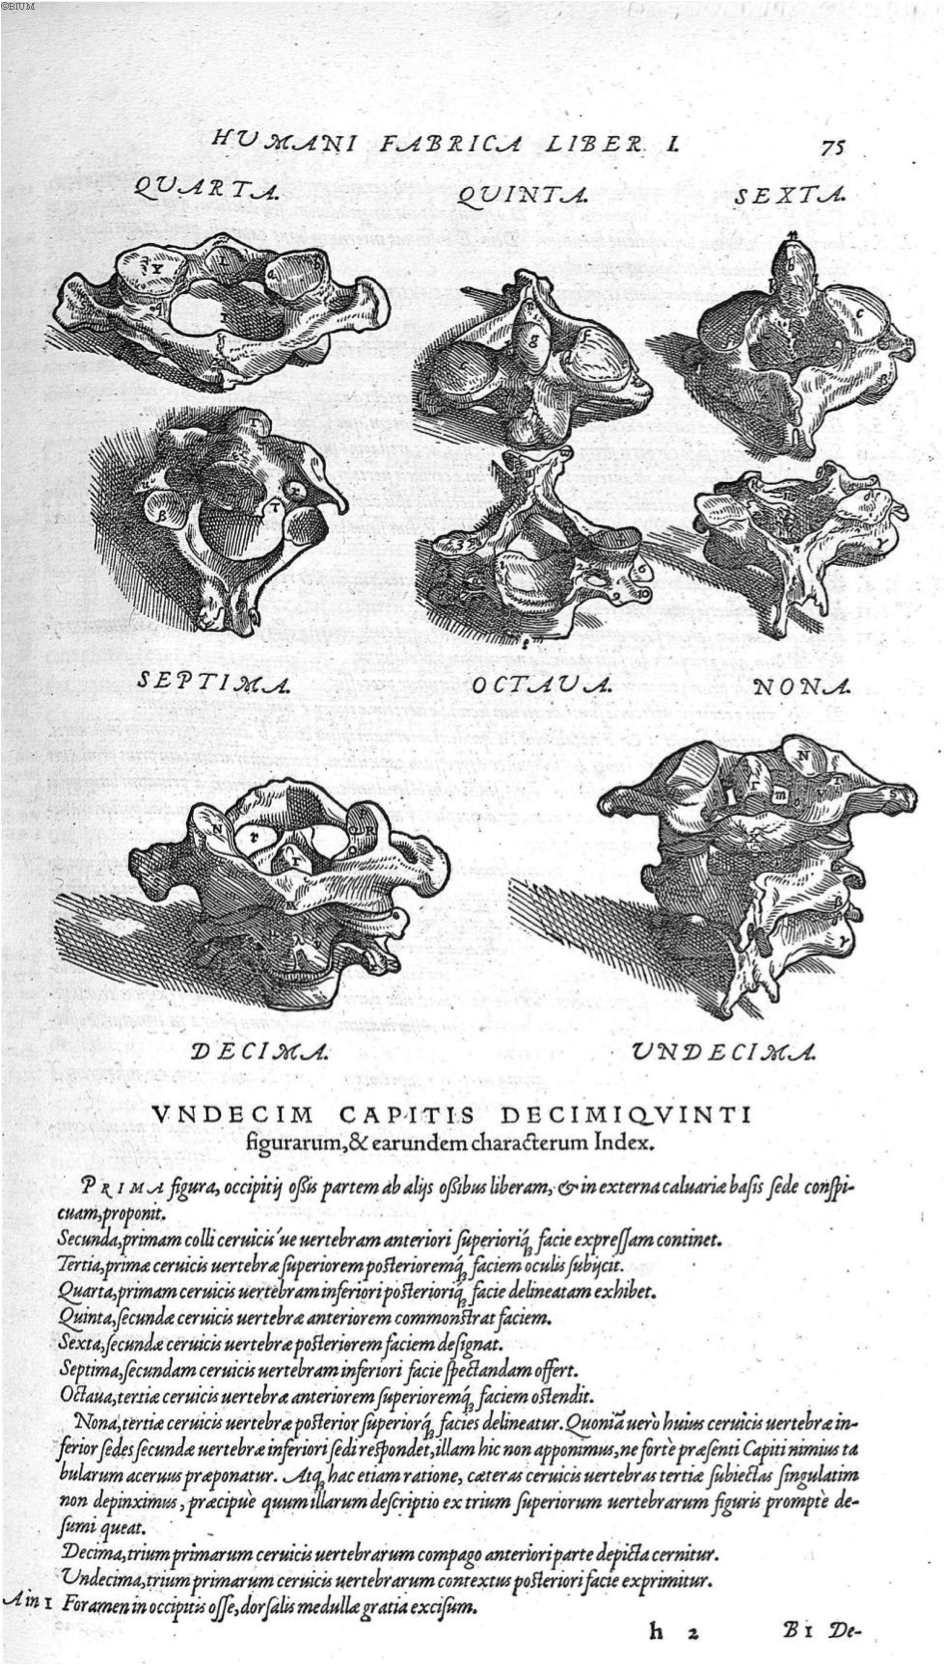 ©BIUM
HUMANI FABRICA LIBER I. 75
QUARTA. QUINTA. SEXTA.
SEPTIMA. OCTAUA. NONA.
DECIMA. UNDECIMA.
VNDECIM CAPITIS DECIMIQVINTI
figurarum, & earundem characterum Index.
PRIMA figura, occipitij oſsis partem ab alijs oſsibus liberam, & in externa caluariæ baſis ſede conſpi-
cuam, proponit.
Secunda, primam colli ceruicis'ue uertebram anteriori ſuperioriq́; facie expreſſam continet.
Tertia, primæ ceruicis uertebræ ſuperiorem poſterioremq́; faciem oculis ſubijcit.
Quarta, primam ceruicis uertebram inferiori poſterioriq́; facie delineatam exhibet.
Quinta, ſecundæ ceruicis uertebræ anteriorem commonſtrat faciem.
Sexta, ſecundæ ceruicis uertebræ poſteriorem faciem deſignat.
Septima, ſecundam ceruicis uertebram inferiori facie ſpectandam offert.
Octaua, tertiæ ceruicis uertebræ anteriorem ſuperioremq́; faciem oſtendit.
Nona, tertiæ ceruicis uertebræ poſterior ſuperiorq́; facies delineatur. Quoniā uerò huius ceruicis uertebræ in-
ferior ſedes ſecundæ uertebræ inferiori ſedi reſpondet, illam hic non apponimus, ne fortè præſenti Capiti nimius ta
bularum aceruus præponatur. Atq; hac etiam ratione, cæteras ceruicis uertebras tertiæ ſubiectas ſingulatim
non depinximus, præcipuè quum illarum deſcriptio ex trium ſuperiorum uertebrarum figuris promptè de-
ſumi queat.
Decima, trium primarum ceruicis uertebrarum compago anteriori parte depicta cernitur.
Undecima, trium primarum ceruicis uertebrarum contextus poſteriori facie exprimitur.
A in 1 Foramen in occipitis oſſe, dorſalis medullæ gratia exciſum.
h 2 B 1 De-